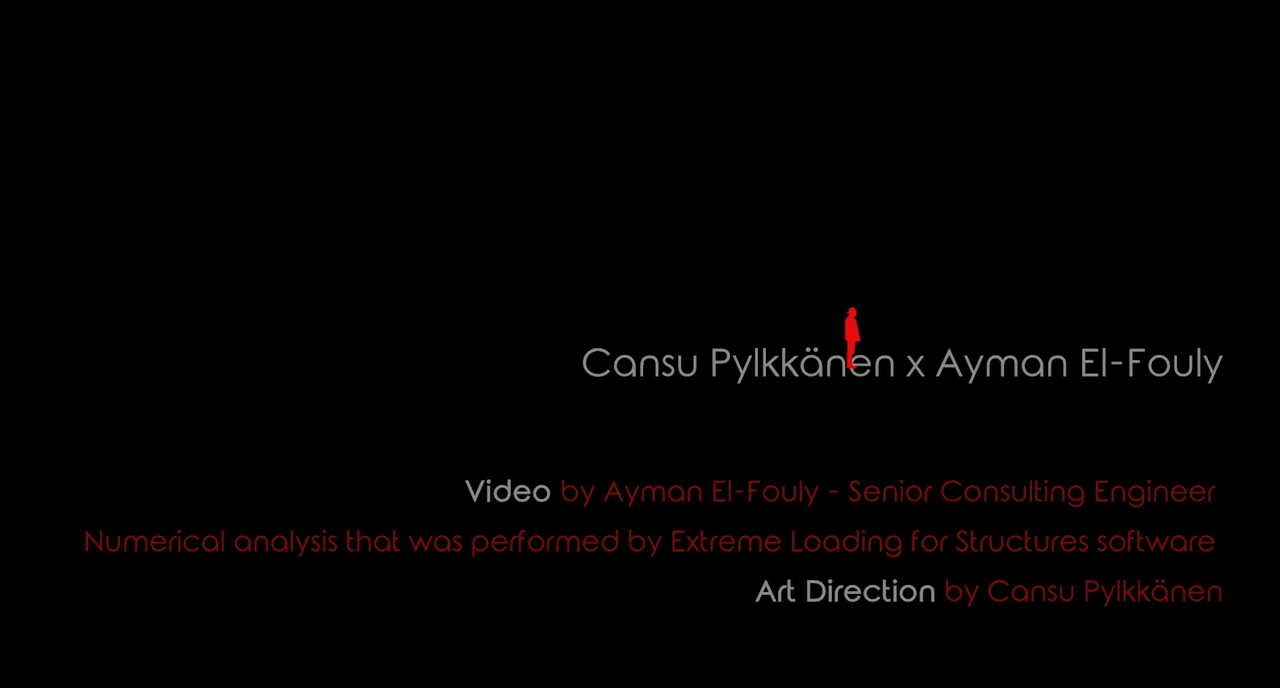 Cansu Pylkkänen x Ayman El-Fouly
Video by Ayman El-Fouly - Senior Consulting Engineer
Numerical analysis that was performed by Extreme Loading for Structures software
Art Direction by Cansu Pylkkänen